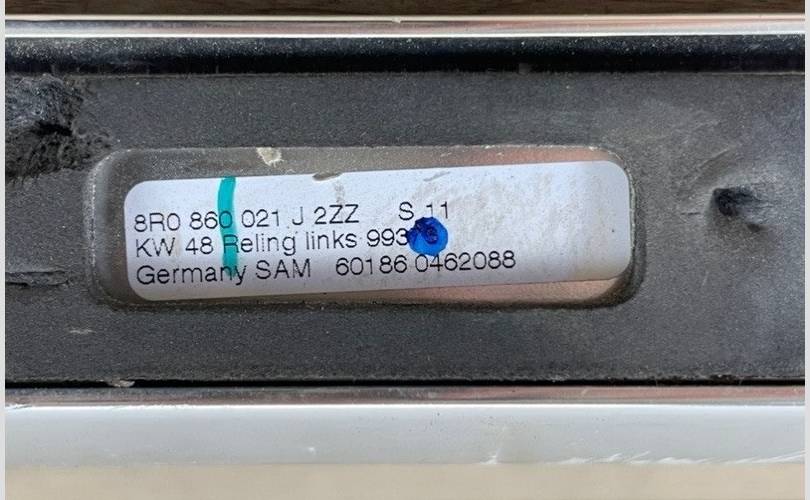 8R0 860 021 J 2ZZ S 11
KW 48 Reling links
Germany SAM 60186 0462088